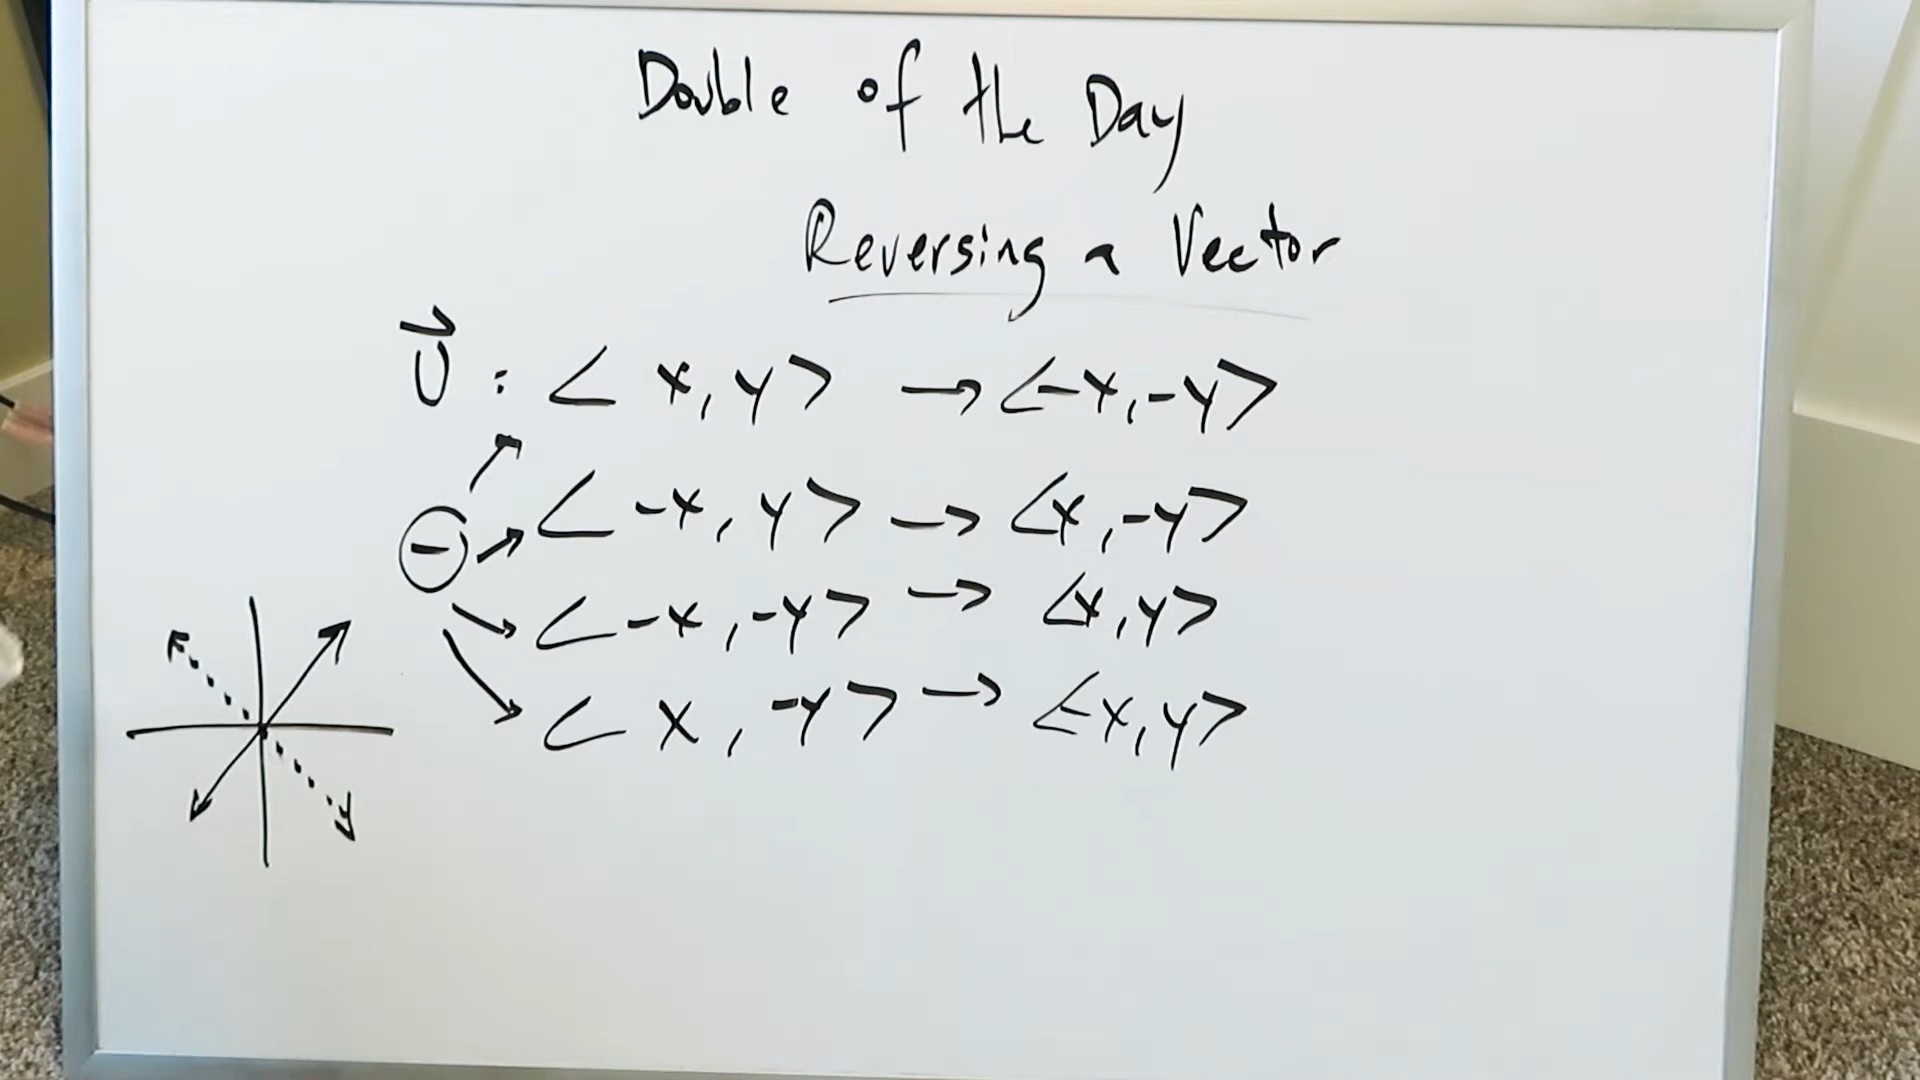 Double of the Day
Reversing a Vector
U⃗ : < x, y > → <-x, -y>
⊖ < -x, y > → <x, -y>
< -x, -y > → <x, y>
< x, -y > → <-x, y>